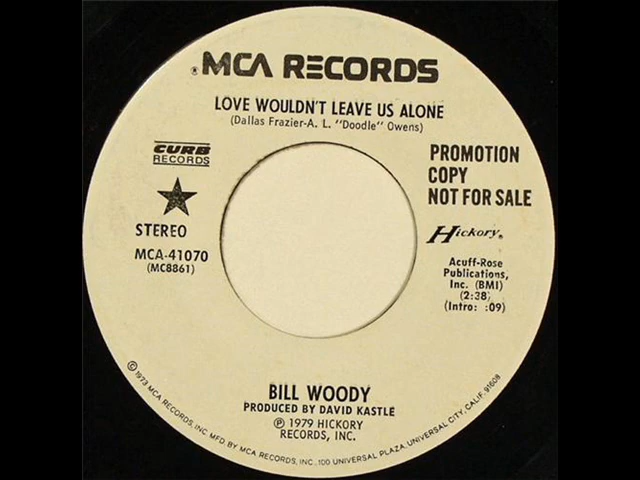 MCA RECORDS
LOVE WOULDN'T LEAVE US ALONE
(Dallas Frazier-A. L. "Doodle" Owens)
CURB
RECORDS
STEREO
MCA-41070
(MC8861)
PROMOTION
COPY
NOT FOR SALE
Hickory
Acuff-Rose
Publications,
Inc. (BMI)
(2:38)
(Intro: :09)
BILL WOODY
PRODUCED BY DAVID KASTLE
℗ 1979 HICKORY
RECORDS, INC.
©1973 MCA RECORDS, INC. MFD. BY MCA RECORDS, INC., 100 UNIVERSAL PLAZA, UNIVERSAL CITY, CALIF. 91608